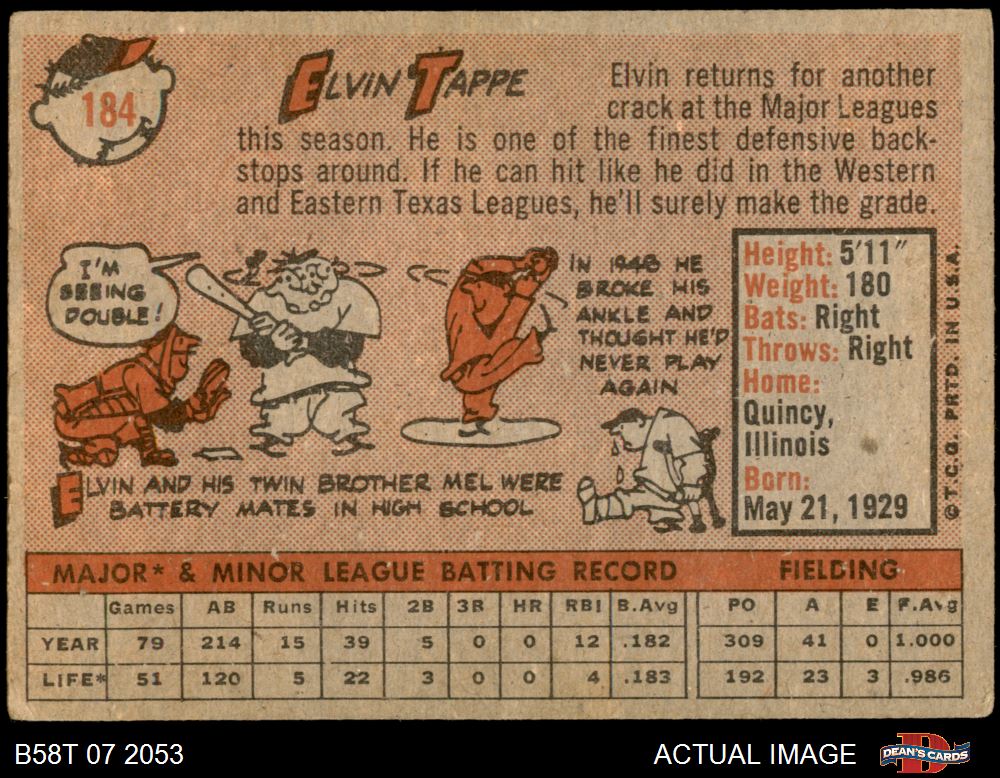 184
ELVIN TAPPE
Elvin returns for another
crack at the Major Leagues
this season. He is one of the finest defensive back-
stops around. If he can hit like he did in the Western
and Eastern Texas Leagues, he'll surely make the grade.
I'M
SEEING
DOUBLE!
IN 1948 HE
BROKE HIS
ANKLE AND
THOUGHT HE'D
NEVER PLAY
AGAIN
ELVIN AND HIS TWIN BROTHER MEL WERE
BATTERY MATES IN HIGH SCHOOL
Height: 5'11"
Weight: 180
Bats: Right
Throws: Right
Home:
Quincy,
Illinois
Born:
May 21, 1929
©T.C.G. PRTD. IN U.S.A.
MAJOR* & MINOR LEAGUE BATTING RECORD FIELDING
Games AB Runs Hits 2B 3B HR RBI B.Avg PO A E F.Avg
YEAR 79 214 15 39 5 0 0 12 .182 309 41 0 1.000
LIFE* 51 120 5 22 3 0 0 4 .183 192 23 3 .986
B58T 07 2053 ACTUAL IMAGE DEAN'S CARDS